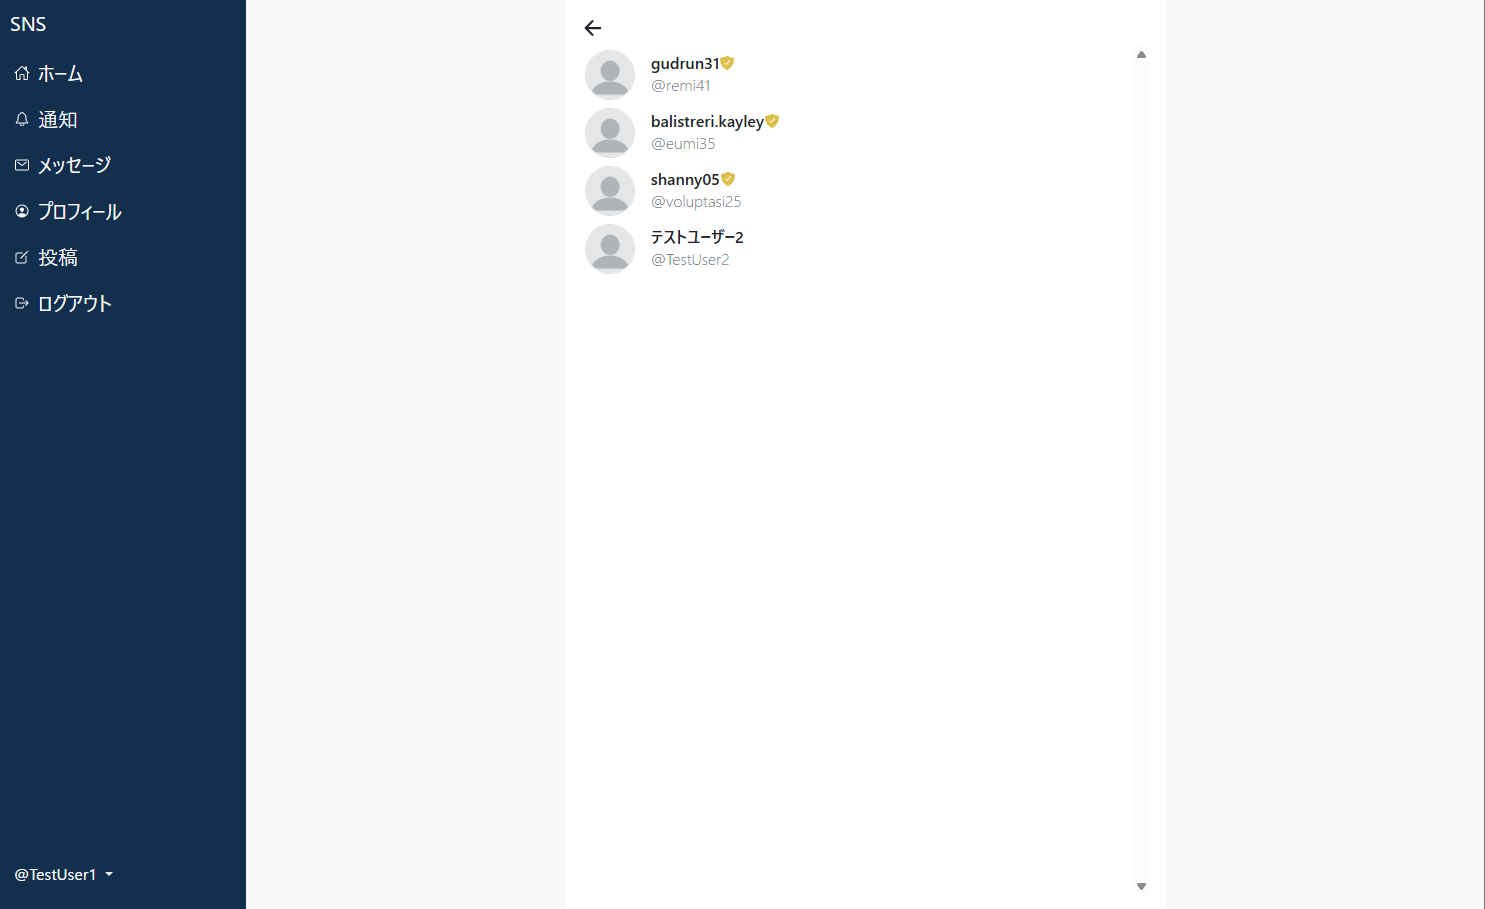 SNS
ホーム
通知
メッセージ
プロフィール
投稿
ログアウト
@TestUser1
gudrun31
@remi41
balistreri.kayley
@eumi35
shanny05
@voluptasi25
テストユーザー2
@TestUser2